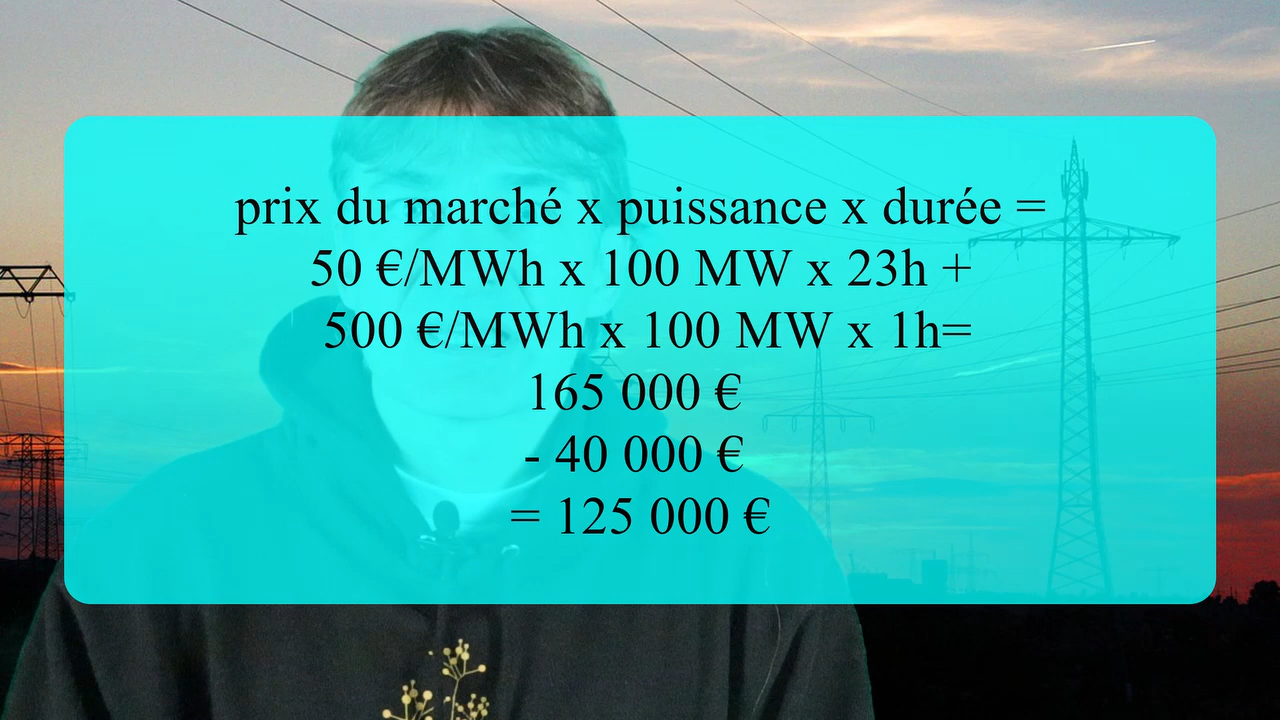 prix du marché x puissance x durée =
50 €/MWh x 100 MW x 23h +
500 €/MWh x 100 MW x 1h=
165 000 €
- 40 000 €
= 125 000 €